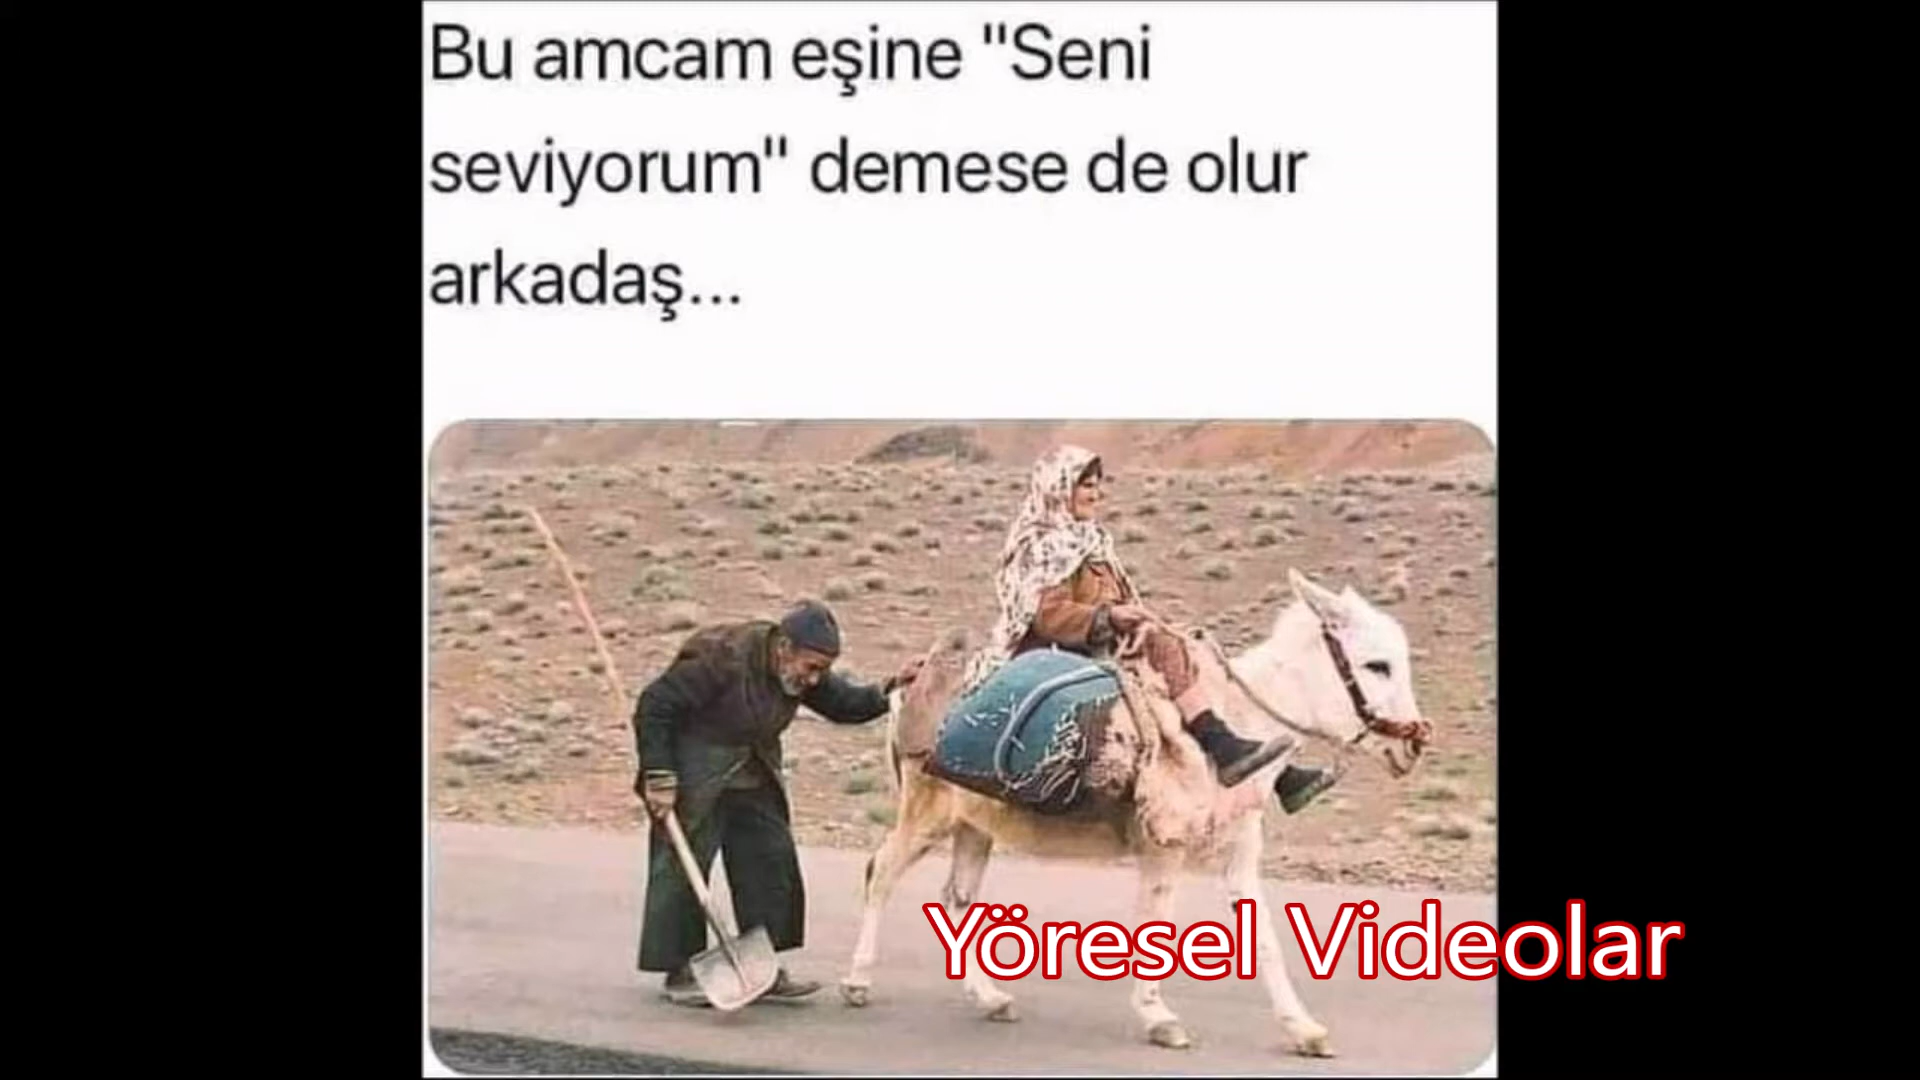 Bu amcam eşine "Seni
seviyorum" demese de olur
arkadaş...
Yöresel Videolar